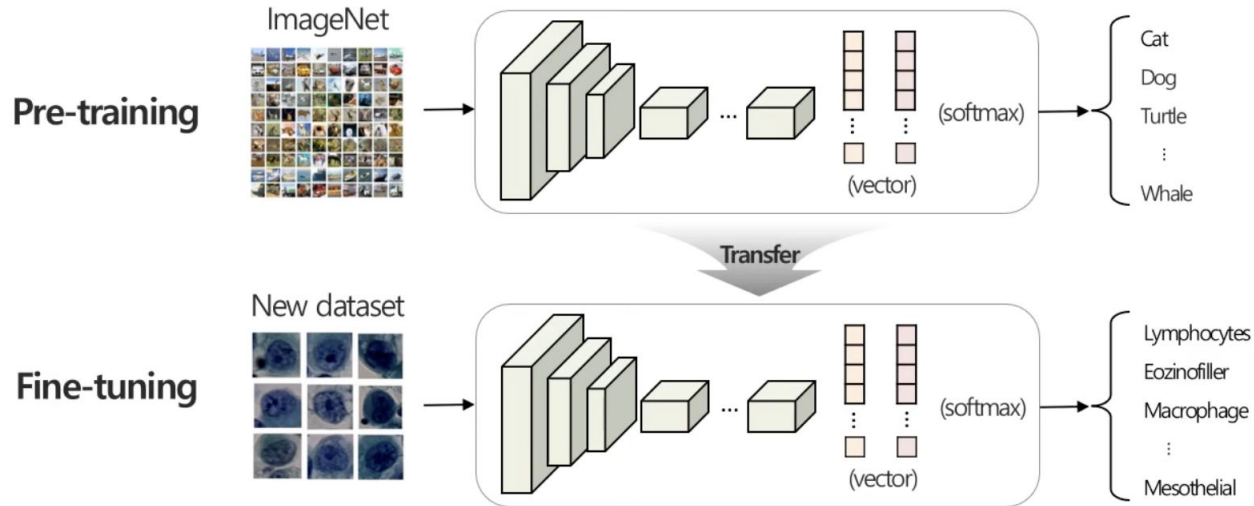 ImageNet
Pre-training
...
(softmax)
(vector)
Cat
Dog
Turtle
⋮
Whale
Transfer
New dataset
Fine-tuning
...
(softmax)
(vector)
Lymphocytes
Eozinofiller
Macrophage
⋮
Mesothelial